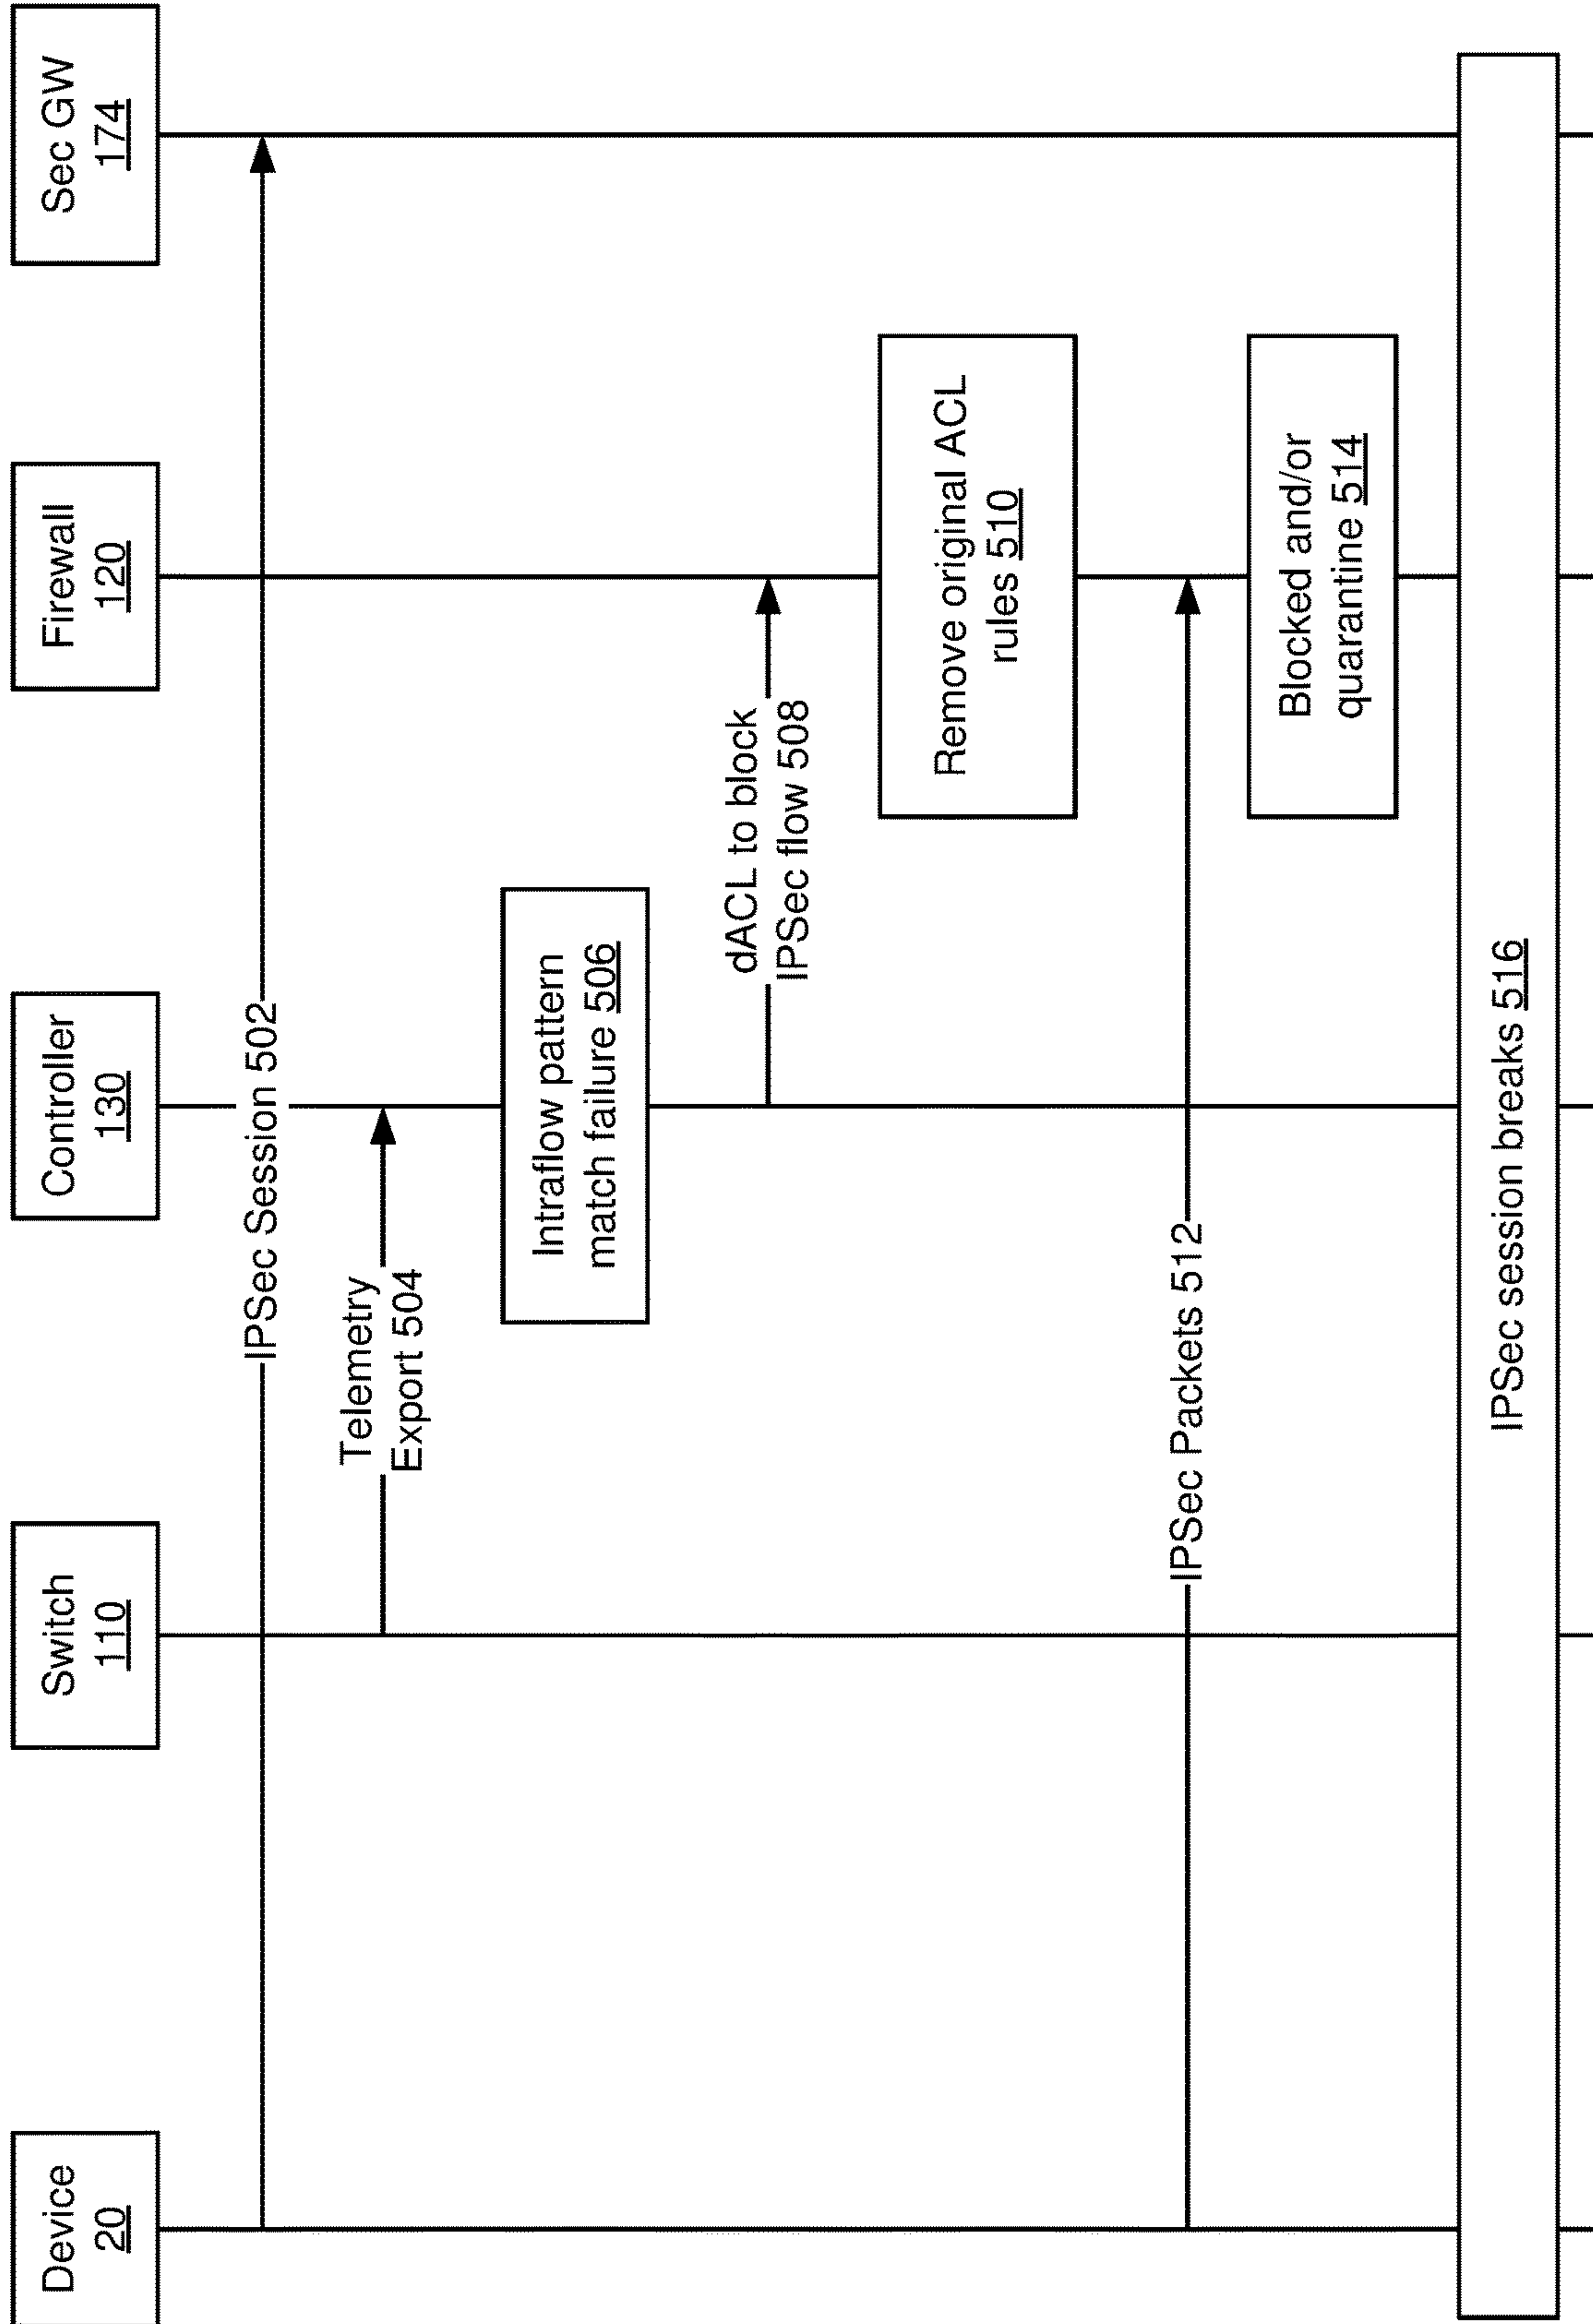 Device
20
Switch
110
Controller
130
Firewall
120
Sec GW
174
IPSec Session 502
Telemetry
Export 504
Intraflow pattern
match failure 506
dACL to block
IPSec flow 508
Remove original ACL
rules 510
IPSec Packets 512
Blocked and/or
quarantine 514
IPSec session breaks 516